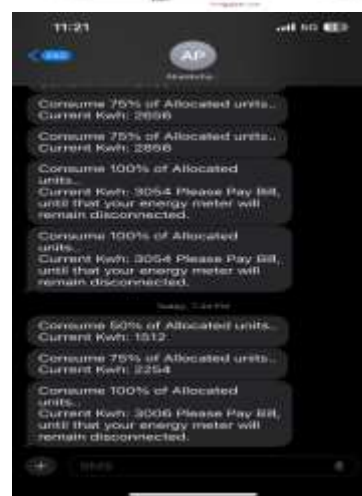 11:21
5G
AP
Consume 75% of Allocated units..
Current Kwh: 2656
Consume 75% of Allocated units..
Current Kwh: 2856
Consume 100% of Allocated
units..
Current Kwh: 3054 Please Pay Bill,
until that your energy meter will
remain disconnected.
Consume 100% of Allocated
units..
Current Kwh: 3054 Please Pay Bill,
until that your energy meter will
remain disconnected.
Consume 50% of Allocated units..
Current Kwh: 1512
Consume 75% of Allocated units..
Current Kwh: 2254
Consume 100% of Allocated
units..
Current Kwh: 3006 Please Pay Bill,
until that your energy meter will
remain disconnected.